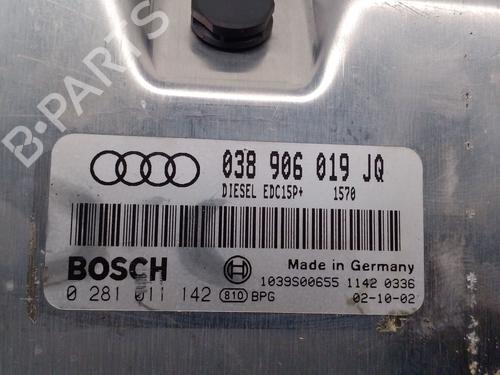 B-PARTS
038 906 019 JQ
DIESEL EDC15P+ 1570
BOSCH
Made in Germany
1039S00655 1142 0336
0 281 011 142 810 BPG 02-10-02